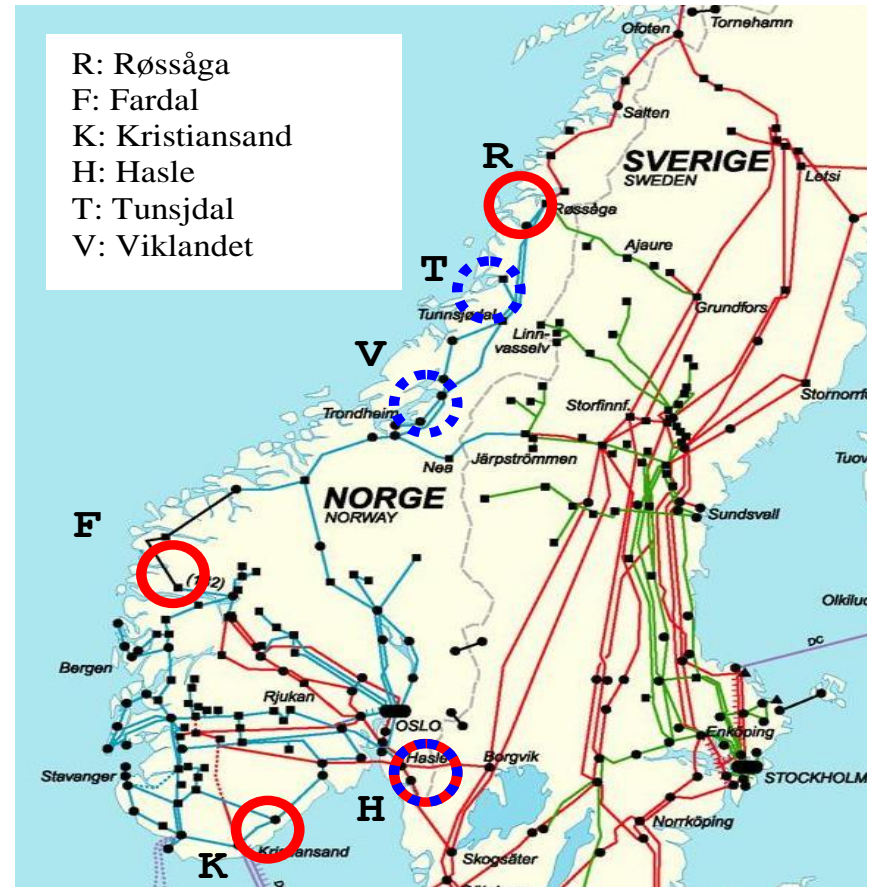 R: Røssåga
F: Fardal
K: Kristiansand
H: Hasle
T: Tunsjdal
V: Viklandet
Ofoten
Tornehamn
Salten
R
SVERIGE
SWEDEN
Letsi
Røssåga
Ajaure
T
Grundfors
Tunnsjødal
Linn-
vasselv
V
Stornorrf
Trondheim
Storfinnf.
Nea
Järpströmmen
Tuov
NORGE
NORWAY
F
Sundsvall
Olkiluo
DC
Bergen
Rjukan
OSLO
Enköping
Hasle
Borgvik
Stavanger
STOCKHOLM
H
Norrköping
K
Kristiansand
Skogsäter